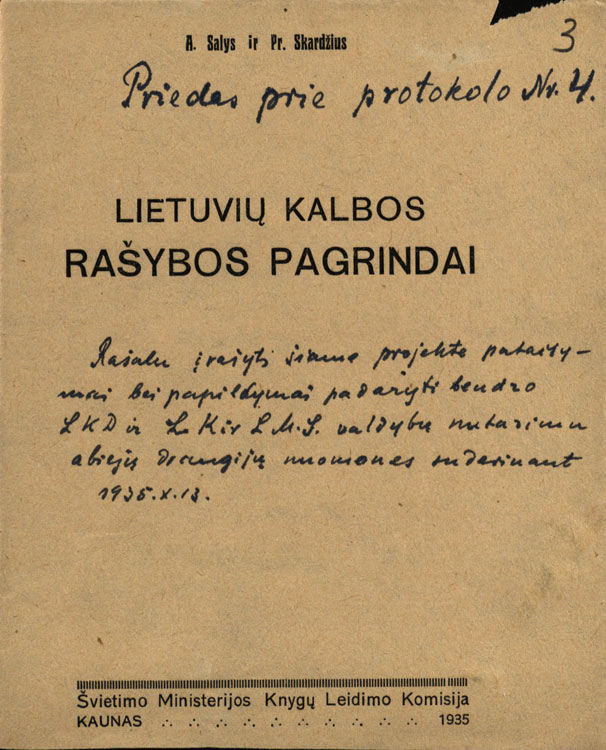 3
A. Salys ir Pr. Skardžius
Priedas prie protokolo Nr. 4.
LIETUVIŲ KALBOS
RAŠYBOS PAGRINDAI
Rašalu įrašyti šiame projekte pataisy-
mai bei papildymai padaryti bendro
LKD ir L. K ir L M. S. valdybų nutarimu
abiejų draugijų nuomones suderinant
1935.X.13.
Švietimo Ministerijos Knygų Leidimo Komisija
KAUNAS 1935